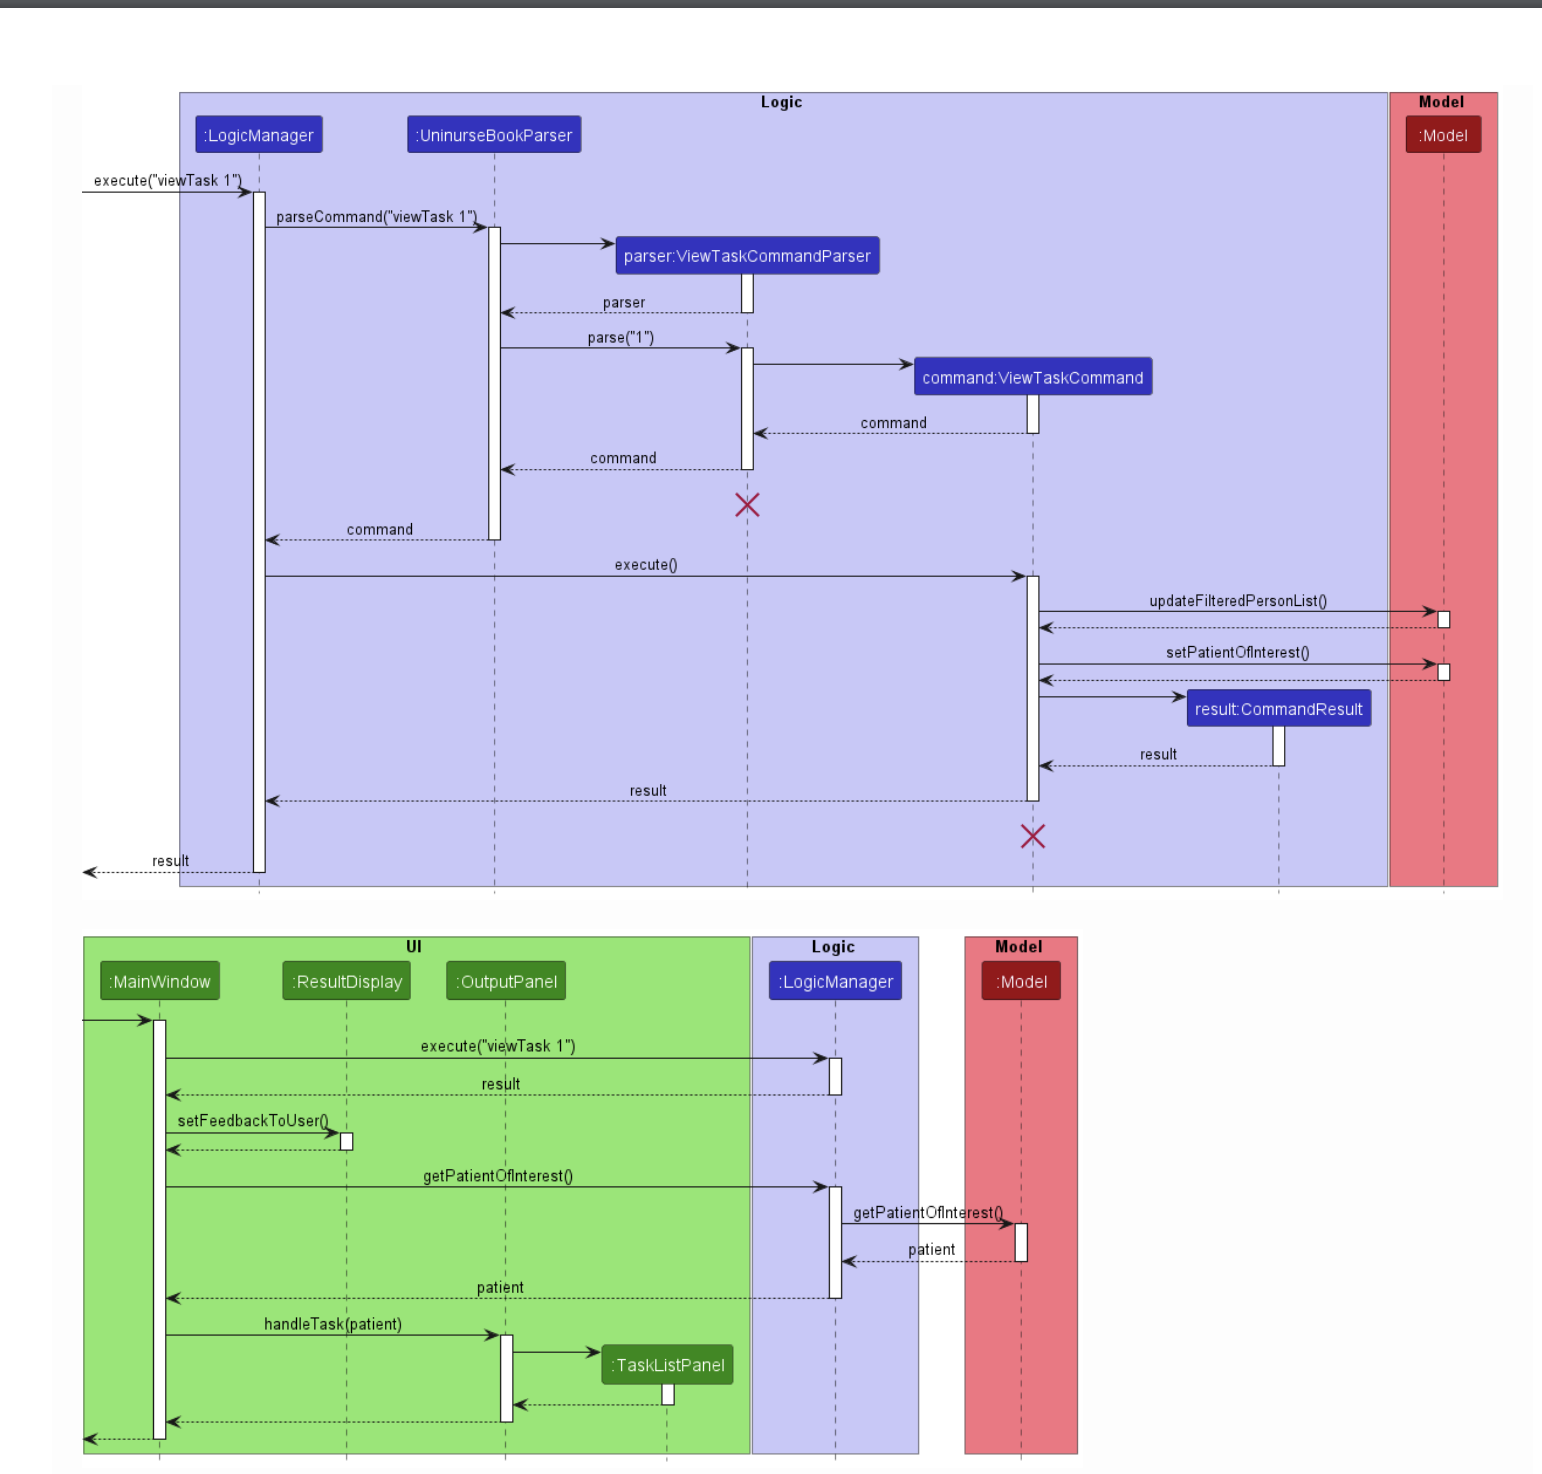 Logic
Model
:LogicManager
:UninurseBookParser
:Model
execute("viewTask 1")
parseCommand("viewTask 1")
parser:ViewTaskCommandParser
parser
parse("1")
command:ViewTaskCommand
command
command
command
execute()
updateFilteredPersonList()
setPatientOfInterest()
result:CommandResult
result
result
result
UI
Logic
Model
:MainWindow
:ResultDisplay
:OutputPanel
:LogicManager
:Model
execute("viewTask 1")
result
setFeedbackToUser()
getPatientOfInterest()
getPatientOfInterest()
patient
patient
handleTask(patient)
:TaskListPanel